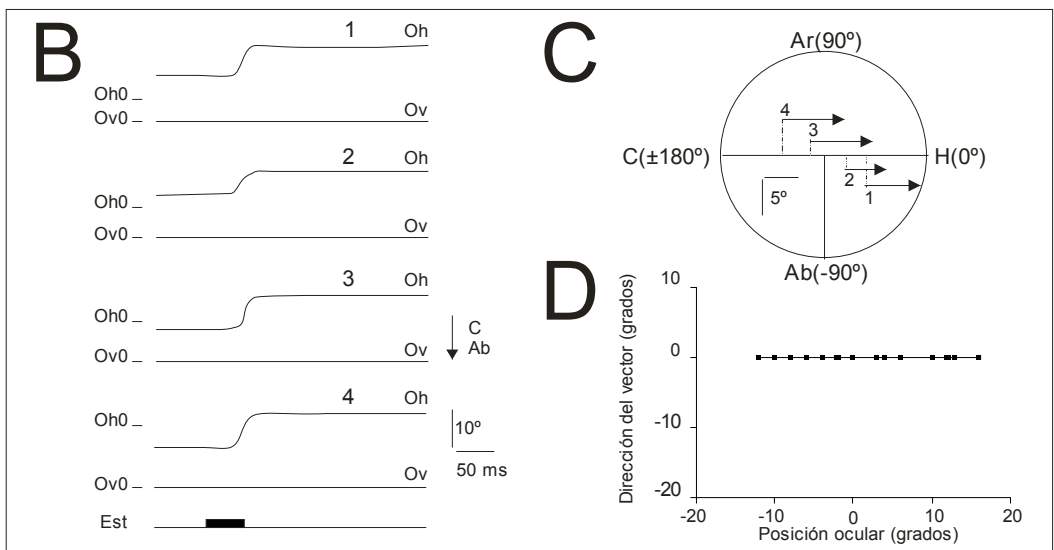 B
1 Oh
Oh0
Ov0 Ov
2 Oh
Oh0
Ov0 Ov
3 Oh
Oh0
Ov0 Ov
C
Ab
4 Oh
Oh0
10º
50 ms
Ov0 Ov
Est
C
Ar(90º)
4
3
C(±180º) H(0º)
2
1
5º
Ab(-90º)
D
Dirección del vector (grados)
10
0
-10
-20
-20 -10 0 10 20
Posición ocular (grados)